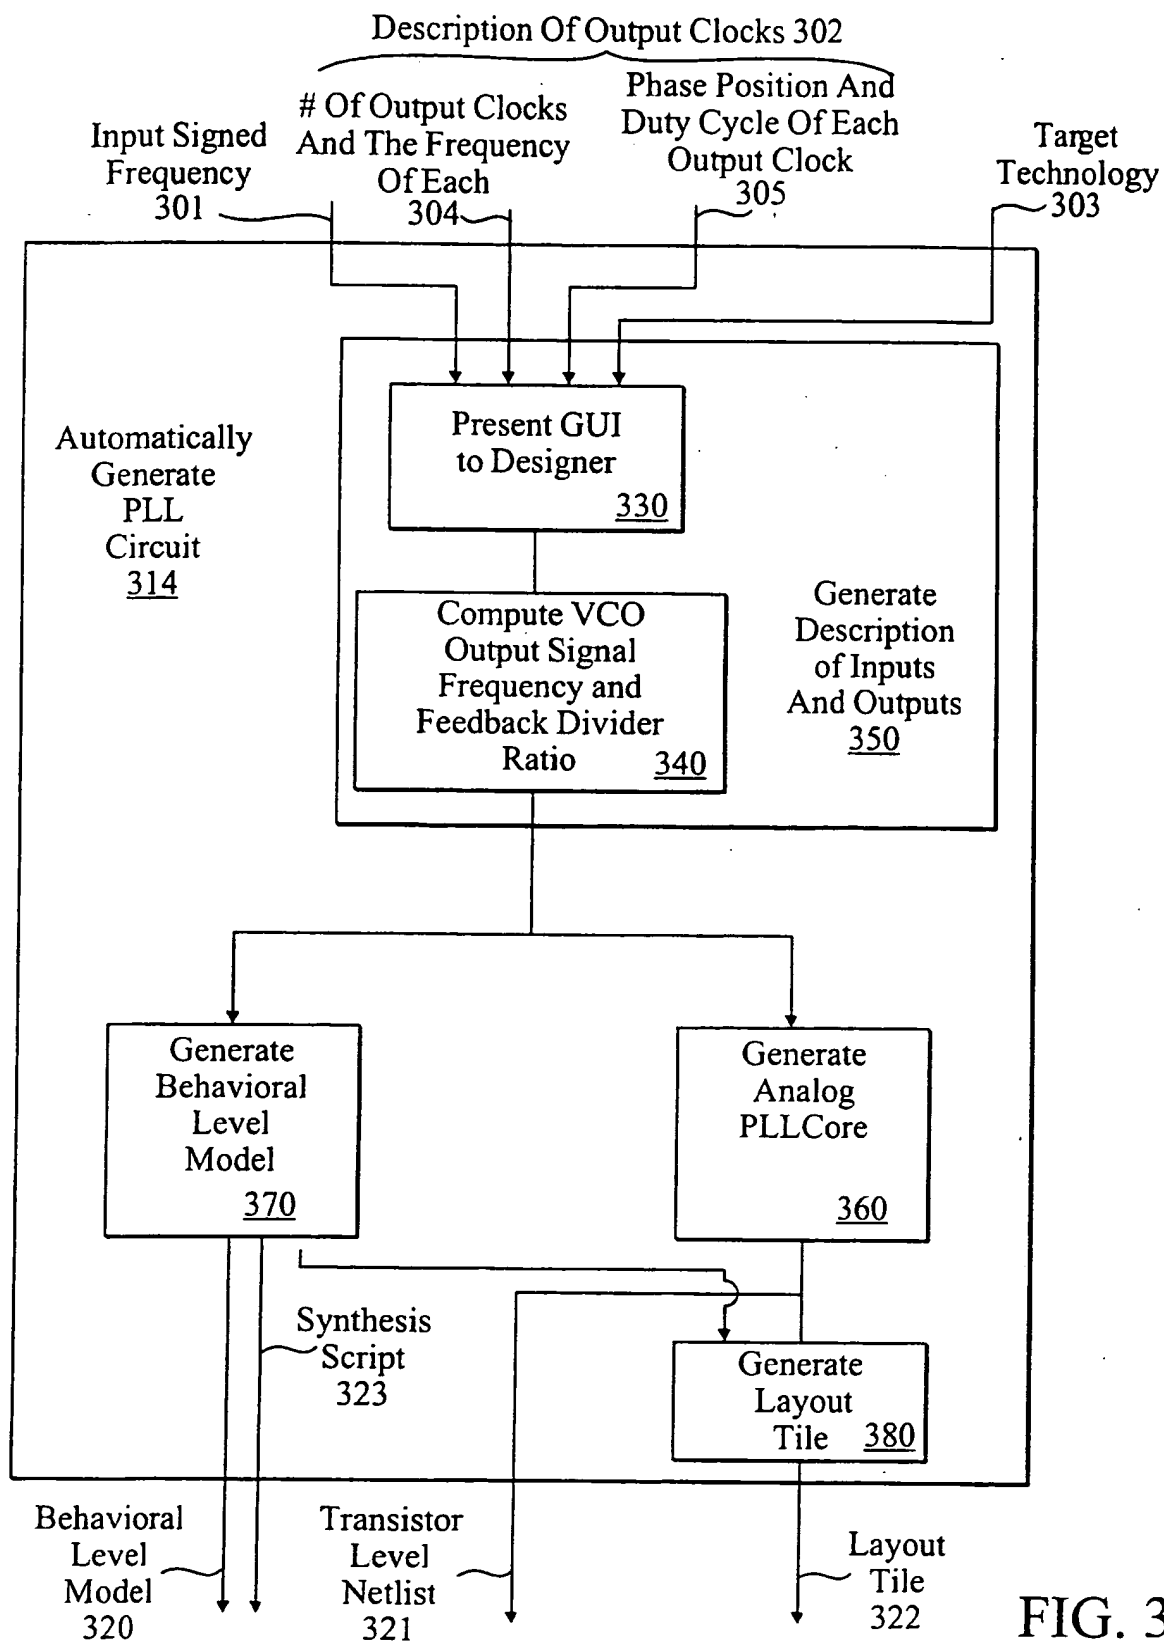 Description Of Output Clocks 302
Input Signed
Frequency
301
# Of Output Clocks
And The Frequency
Of Each
304
Phase Position And
Duty Cycle Of Each
Output Clock
305
Target
Technology
303
Automatically
Generate
PLL
Circuit
314
Present GUI
to Designer
330
Compute VCO
Output Signal
Frequency and
Feedback Divider
Ratio
340
Generate
Description
of Inputs
And Outputs
350
Generate
Behavioral
Level
Model
370
Generate
Analog
PLLCore
360
Synthesis
Script
323
Generate
Layout
Tile
380
Behavioral
Level
Model
320
Transistor
Level
Netlist
321
Layout
Tile
322
FIG. 3